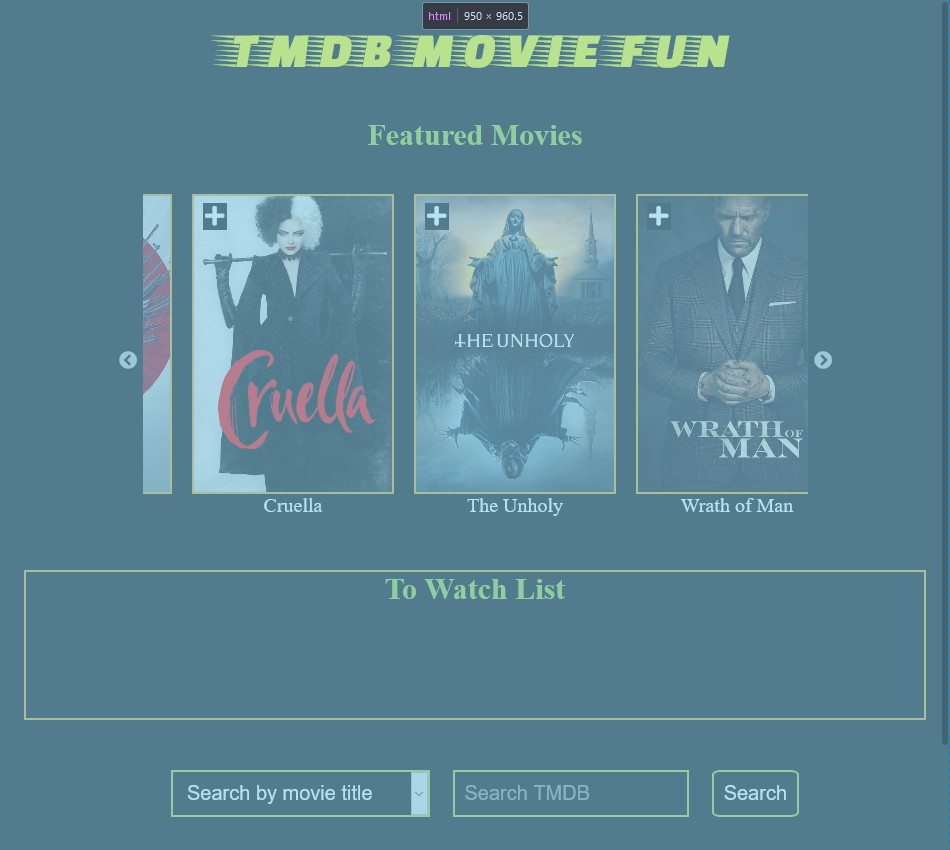 html 950 × 960.5
TMDB MOVIE FUN
Featured Movies
Cruella
THE UNHOLY
WRATH OF
MAN
Cruella
The Unholy
Wrath of Man
To Watch List
Search by movie title
Search TMDB
Search